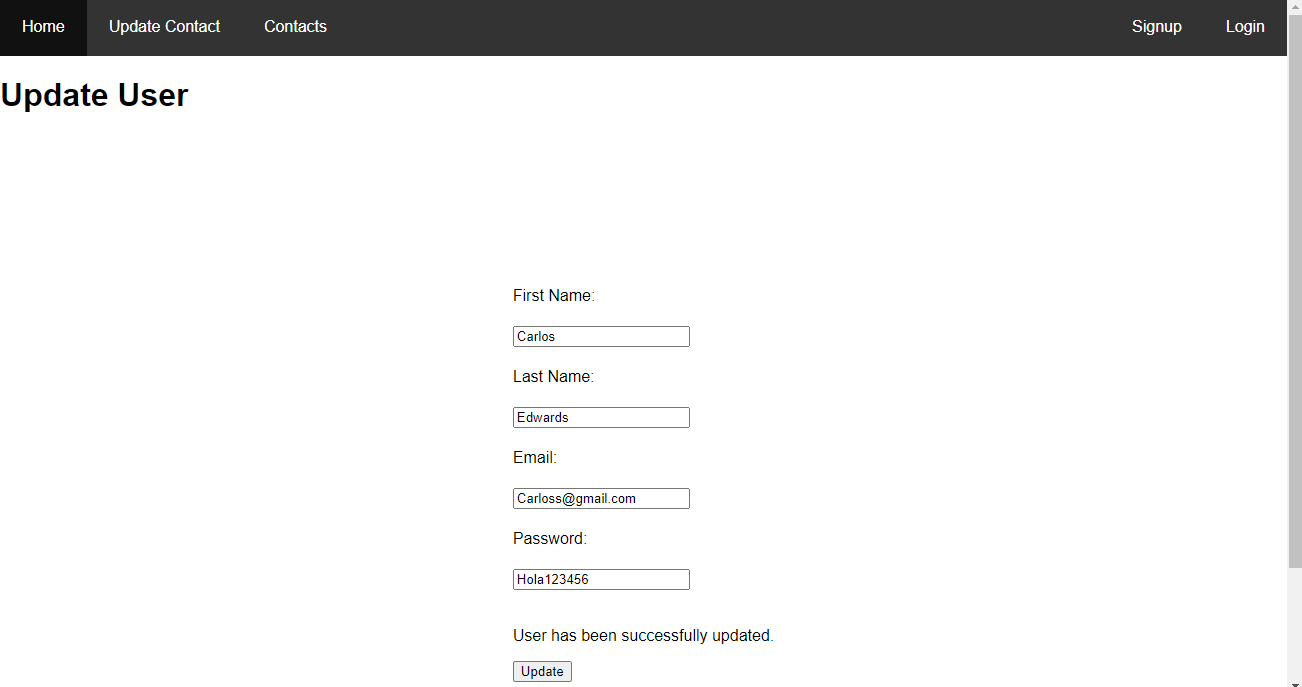 Home Update Contact Contacts Signup Login
Update User
First Name:
Carlos
Last Name:
Edwards
Email:
Carloss@gmail.com
Password:
Hola123456
User has been successfully updated.
Update